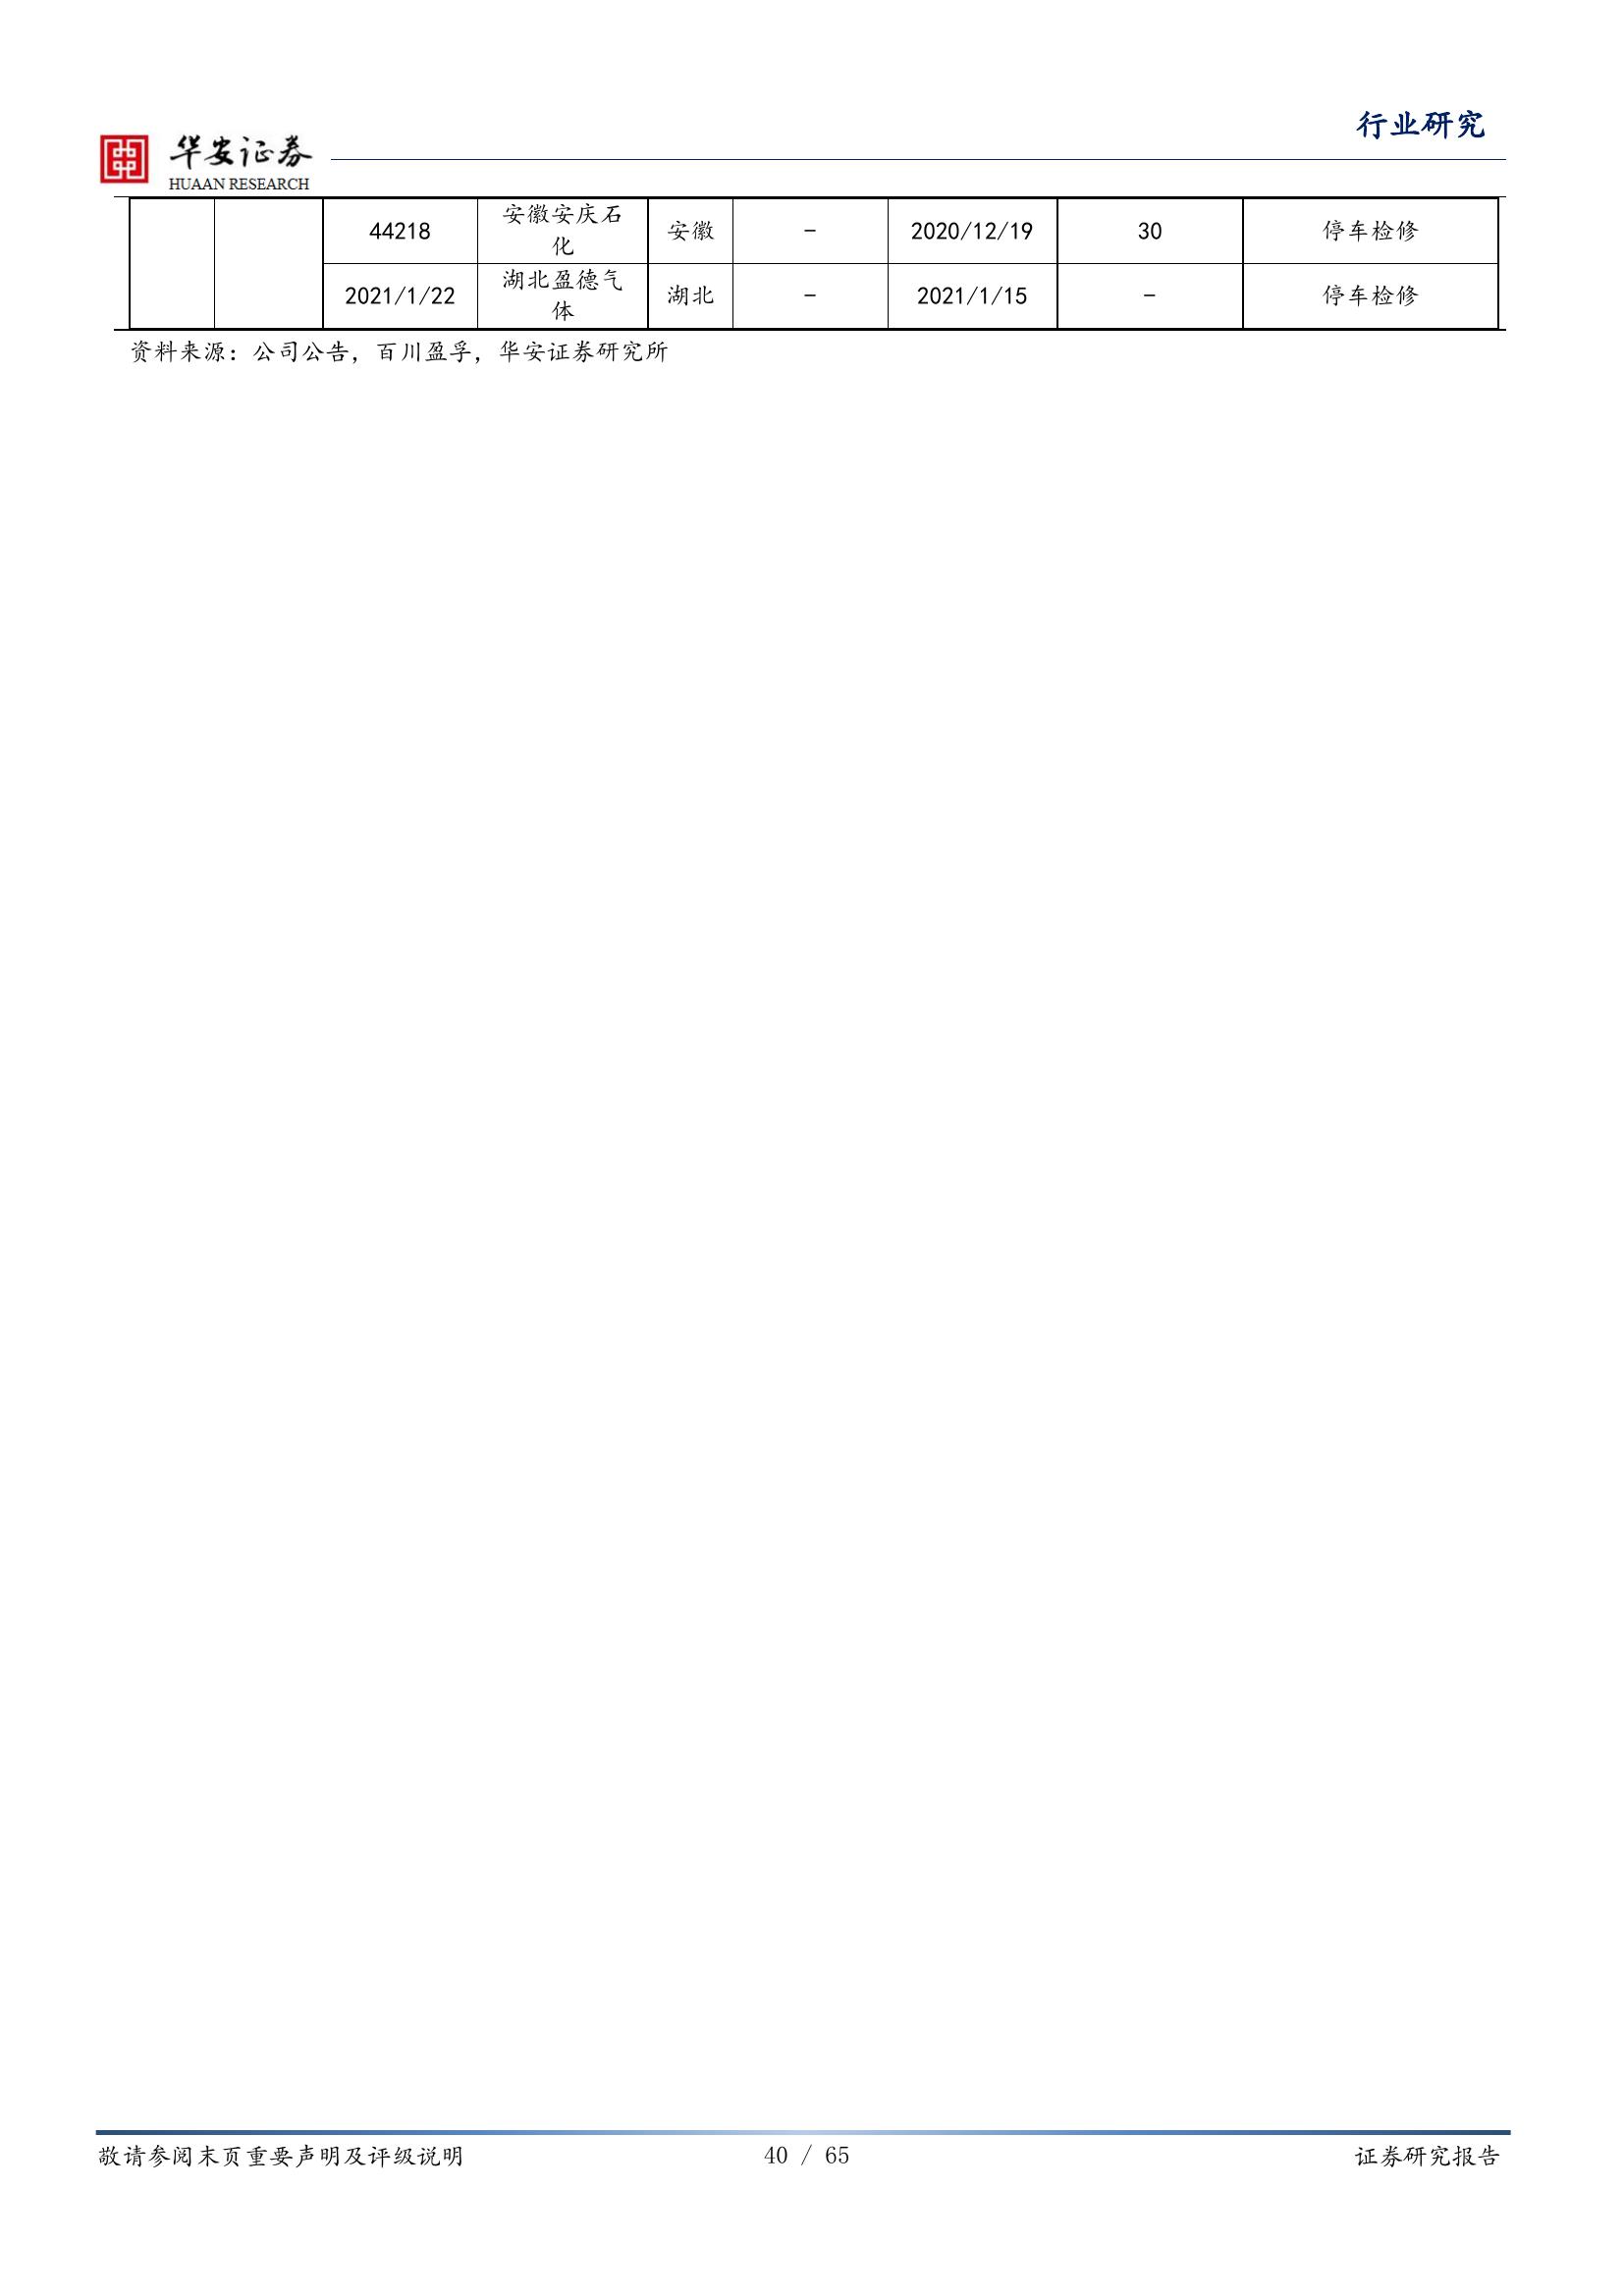 行业研究
华安证券
HUAAN RESEARCH
44218 安徽安庆石化 安徽 - 2020/12/19 30 停车检修
2021/1/22 湖北盈德气体 湖北 - 2021/1/15 - 停车检修
资料来源：公司公告，百川盈孚，华安证券研究所
敬请参阅末页重要声明及评级说明 40 / 65 证券研究报告